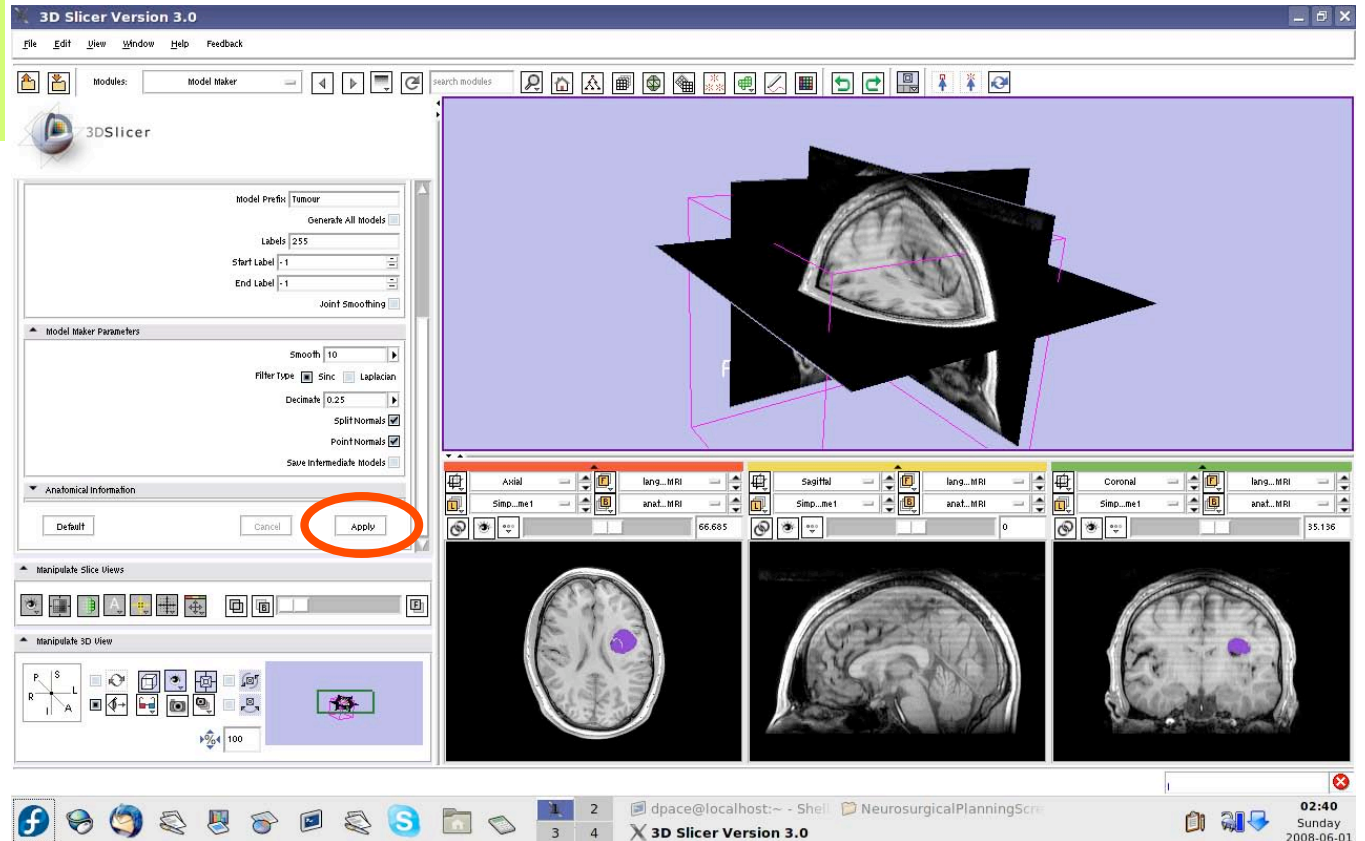 3D Slicer Version 3.0
File Edit View Window Help Feedback
Modules: Model Maker search modules
3DSlicer
Model Prefix Tumour
Generate All Models
Labels 255
Start Label -1
End Label -1
Joint Smoothing
Model Maker Parameters
Smooth 10
Filter Type Sinc Laplacian
Decimate 0.25
Split Normals
Point Normals
Save Intermediate Models
Anatomical Information
Default Cancel Apply
Manipulate Slice Views
Manipulate 3D View
P S L R I A
100
Axial lang...MRI
Simp...me1 anat...MRI
66.685
Sagittal lang...MRI
Simp...me1 anat...MRI
0
Coronal lang...MRI
Simp...me1 anat...MRI
35.136
1 2
3 4
dpace@localhost:~ - Shell NeurosurgicalPlanningScre
3D Slicer Version 3.0
02:40
Sunday
2008-06-01